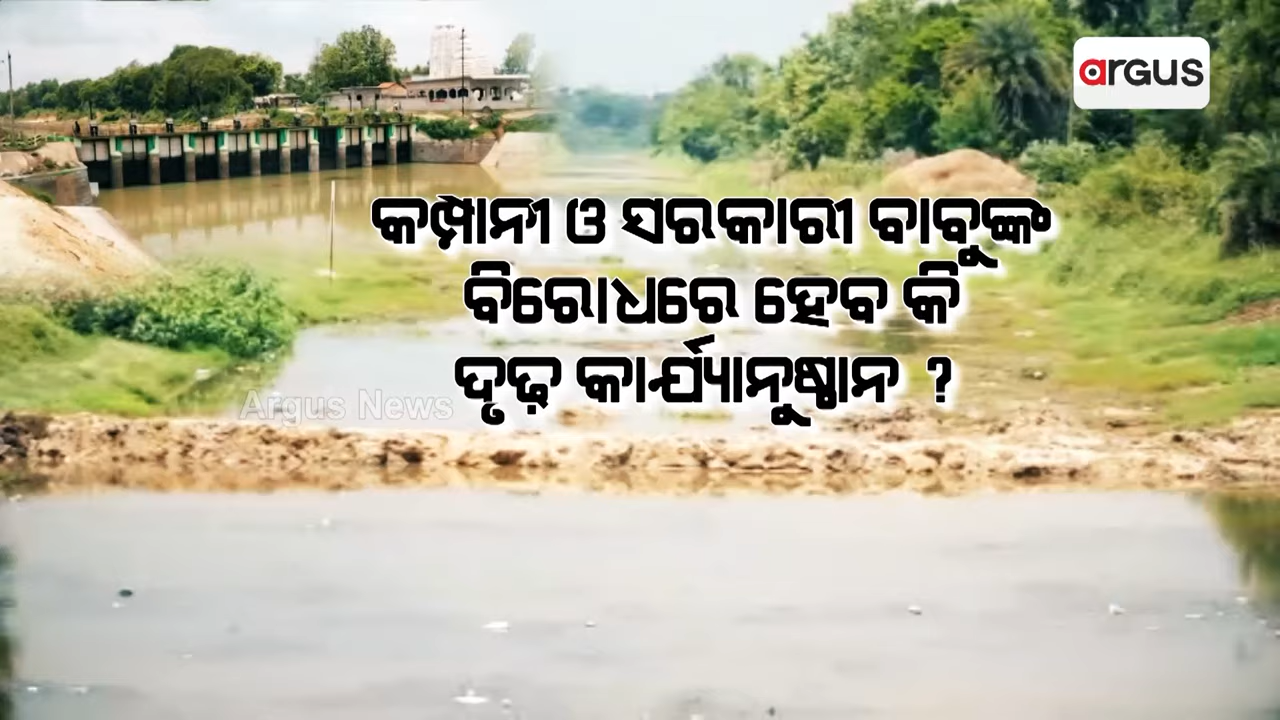 argus
କମ୍ପାନୀ ଓ ସରକାରୀ ବାବୁଙ୍କ
ବିରୋଧରେ ହେବ କି
ଦୃଢ଼ କାର୍ଯ୍ୟାନୁଷ୍ଠାନ ?
Argus News